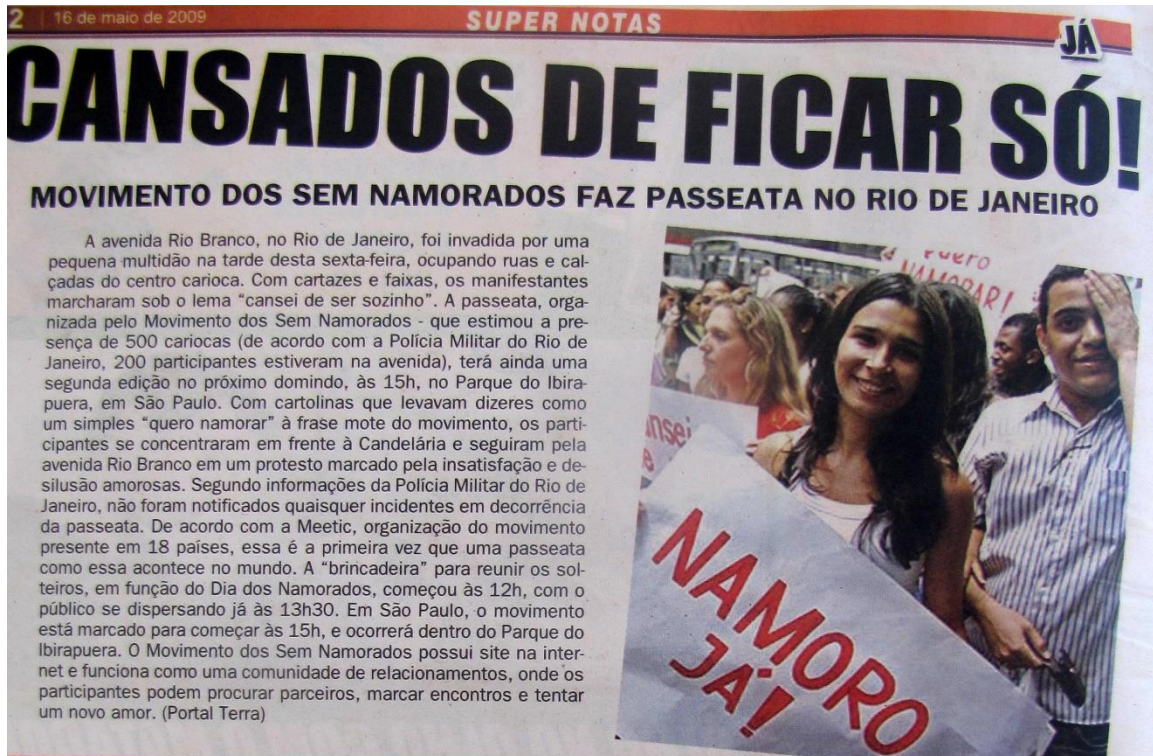 2 | 16 de maio de 2009
SUPER NOTAS
JÁ
CANSADOS DE FICAR SÓ!
MOVIMENTO DOS SEM NAMORADOS FAZ PASSEATA NO RIO DE JANEIRO
A avenida Rio Branco, no Rio de Janeiro, foi invadida por uma
pequena multidão na tarde desta sexta-feira, ocupando ruas e cal-
çadas do centro carioca. Com cartazes e faixas, os manifestantes
marcharam sob o lema “cansei de ser sozinho”. A passeata, orga-
nizada pelo Movimento dos Sem Namorados - que estimou a pre-
sença de 500 cariocas (de acordo com a Polícia Militar do Rio de
Janeiro, 200 participantes estiveram na avenida), terá ainda uma
segunda edição no próximo domindo, às 15h, no Parque do Ibira-
puera, em São Paulo. Com cartolinas que levavam dizeres como
um simples “quero namorar” à frase mote do movimento, os parti-
cipantes se concentraram em frente à Candelária e seguiram pela
avenida Rio Branco em um protesto marcado pela insatisfação e de-
silusão amorosas. Segundo informações da Polícia Militar do Rio de
Janeiro, não foram notificados quaisquer incidentes em decorrência
da passeata. De acordo com a Meetic, organização do movimento
presente em 18 países, essa é a primeira vez que uma passeata
como essa acontece no mundo. A “brincadeira” para reunir os sol-
teiros, em função do Dia dos Namorados, começou às 12h, com o
público se dispersando já às 13h30. Em São Paulo, o movimento
está marcado para começar às 15h, e ocorrerá dentro do Parque do
Ibirapuera. O Movimento dos Sem Namorados possui site na inter-
net e funciona como uma comunidade de relacionamentos, onde os
participantes podem procurar parceiros, marcar encontros e tentar
um novo amor. (Portal Terra)
NAMORAR!
NAMORO
JÁ!